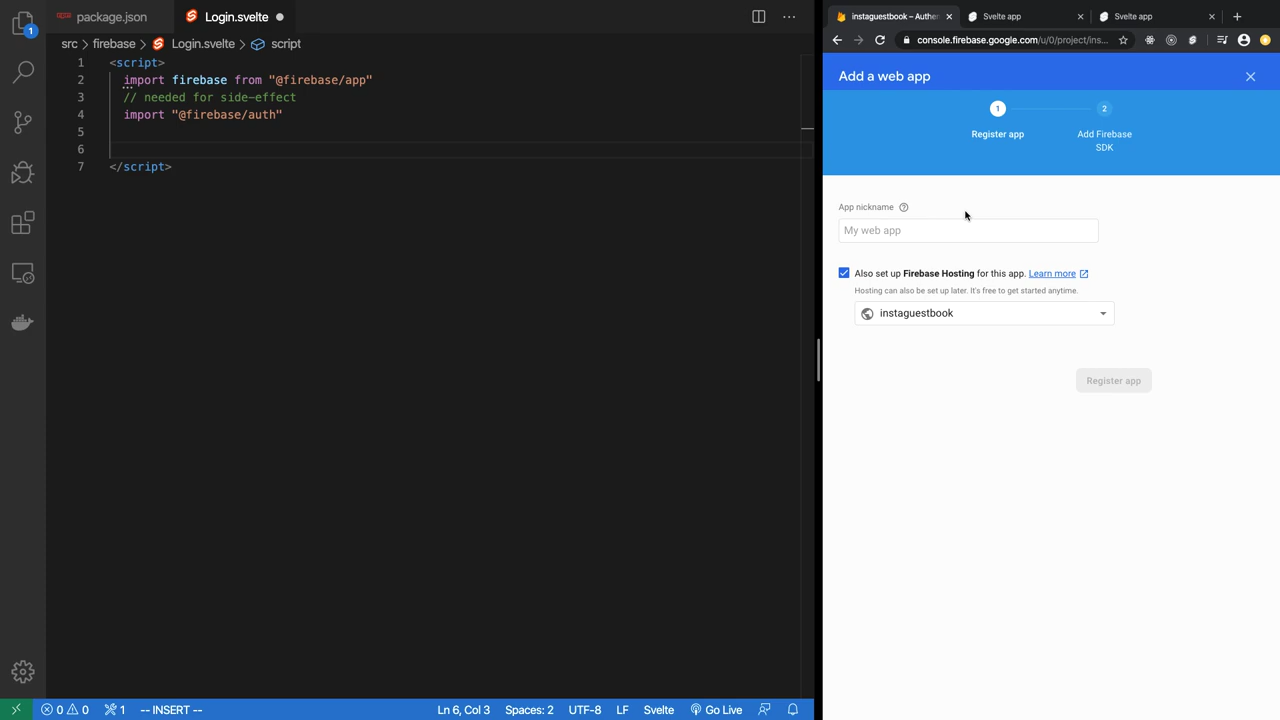 package.json
Login.svelte
src
firebase
Login.svelte
script
1 <script>
2 import firebase from "@firebase/app"
3 // needed for side-effect
4 import "@firebase/auth"
5
6
7 </script>
1
0
0
1
-- INSERT --
Ln 6, Col 3
Spaces: 2
UTF-8
LF
Svelte
Go Live
instaguestbook – Authe
Svelte app
Svelte app
console.firebase.google.com/u/0/project/ins...
Add a web app
1
2
Register app
Add Firebase
SDK
App nickname
My web app
Also set up Firebase Hosting for this app. Learn more
Hosting can also be set up later. It's free to get started anytime.
instaguestbook
Register app